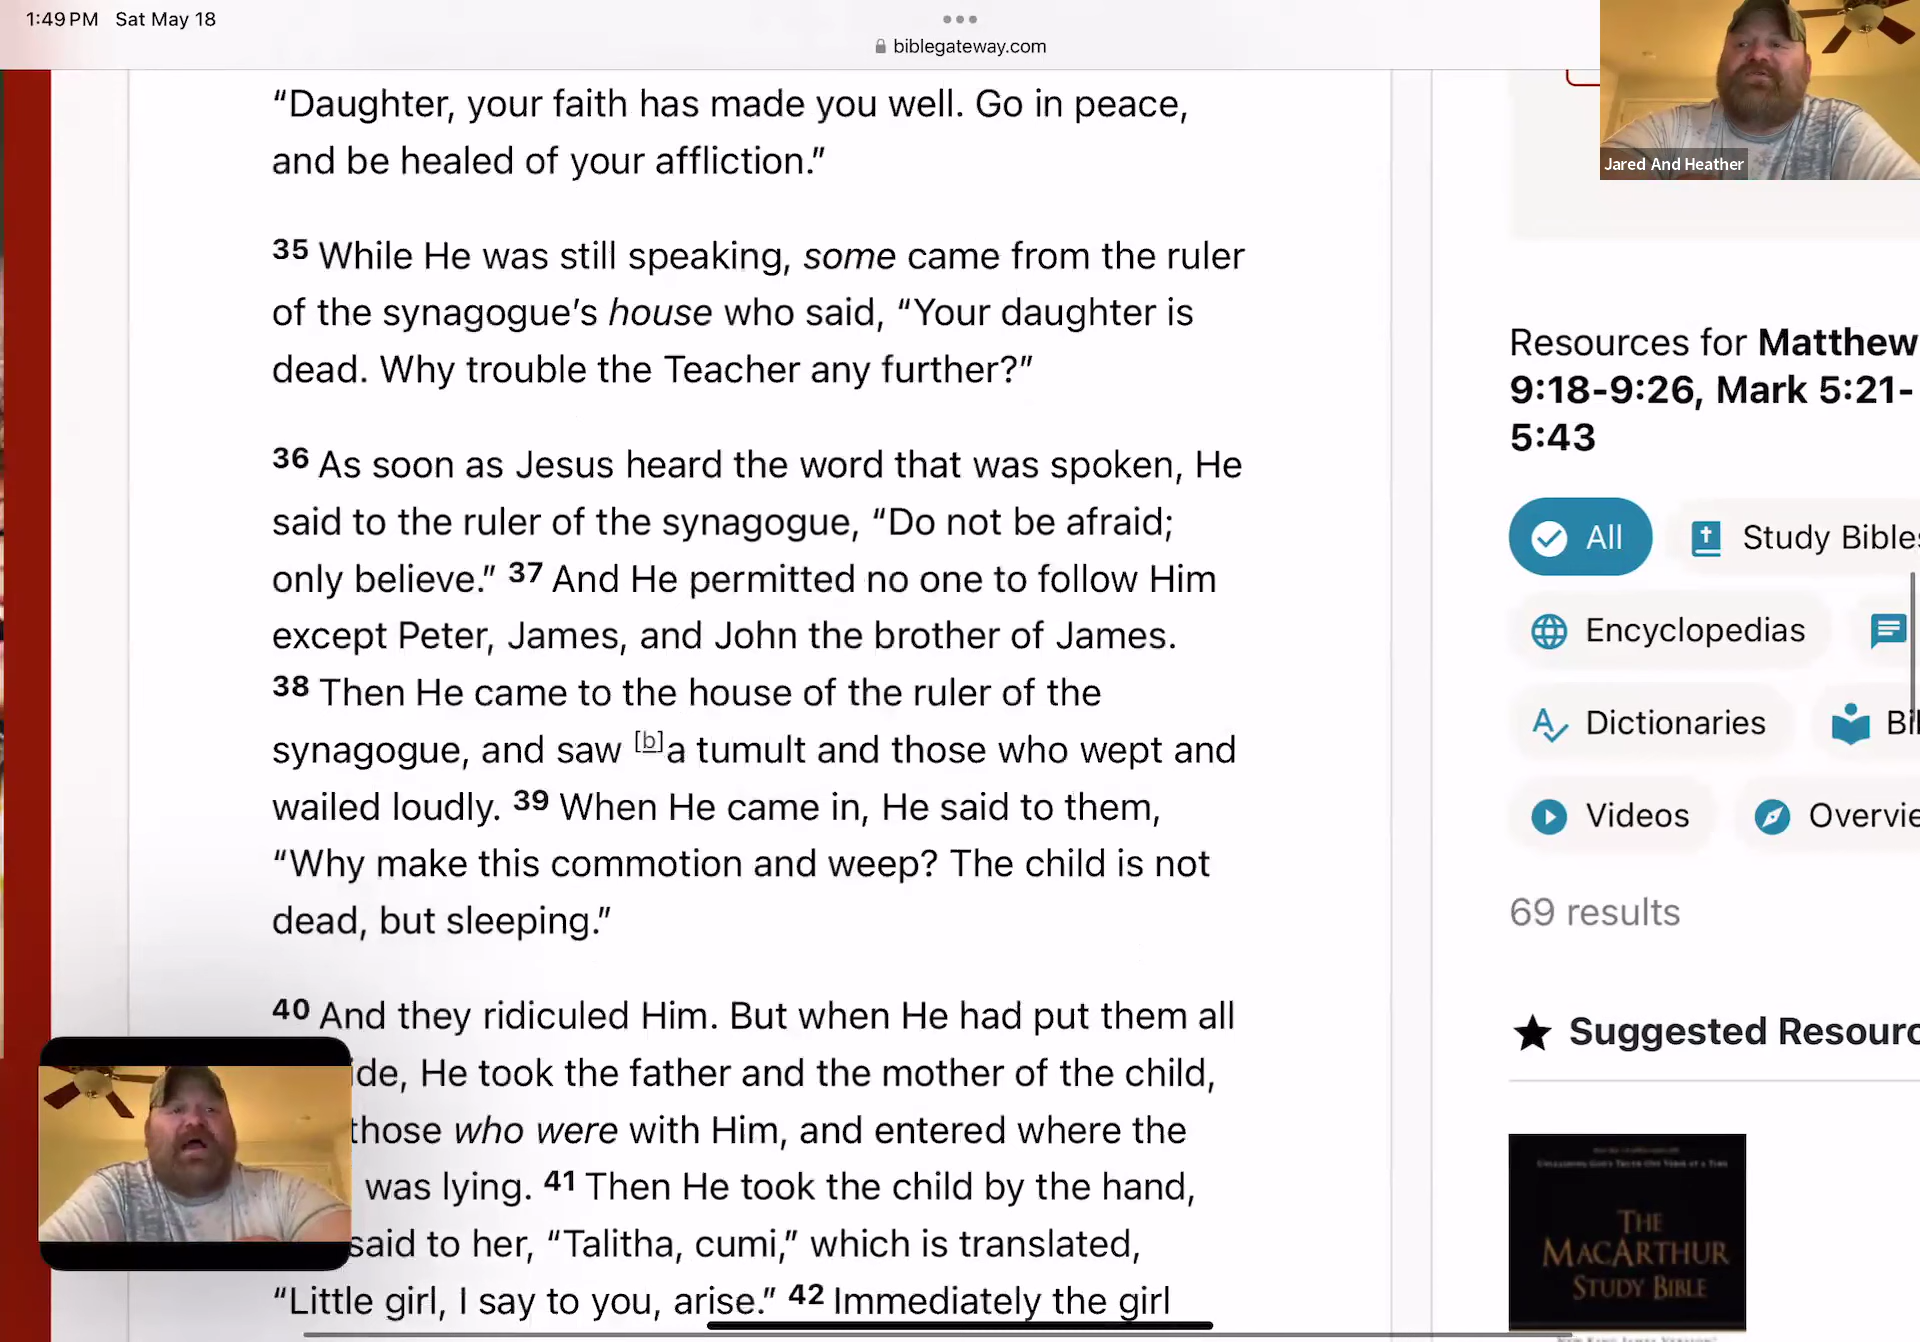 1:49 PM Sat May 18
biblegateway.com
Jared And Heather
“Daughter, your faith has made you well. Go in peace,
and be healed of your affliction.”
35 While He was still speaking, some came from the ruler
of the synagogue’s house who said, “Your daughter is
dead. Why trouble the Teacher any further?”
36 As soon as Jesus heard the word that was spoken, He
said to the ruler of the synagogue, “Do not be afraid;
only believe.” 37 And He permitted no one to follow Him
except Peter, James, and John the brother of James.
38 Then He came to the house of the ruler of the
synagogue, and saw [b]a tumult and those who wept and
wailed loudly. 39 When He came in, He said to them,
“Why make this commotion and weep? The child is not
dead, but sleeping.”
40 And they ridiculed Him. But when He had put them all
ide, He took the father and the mother of the child,
those who were with Him, and entered where the
was lying. 41 Then He took the child by the hand,
said to her, “Talitha, cumi,” which is translated,
“Little girl, I say to you, arise.” 42 Immediately the girl
Resources for Matthew
9:18-9:26, Mark 5:21-
5:43
All
Study Bibles
Encyclopedias
Dictionaries
Bi
Videos
Overvie
69 results
Suggested Resourc
THE
MACARTHUR
STUDY BIBLE